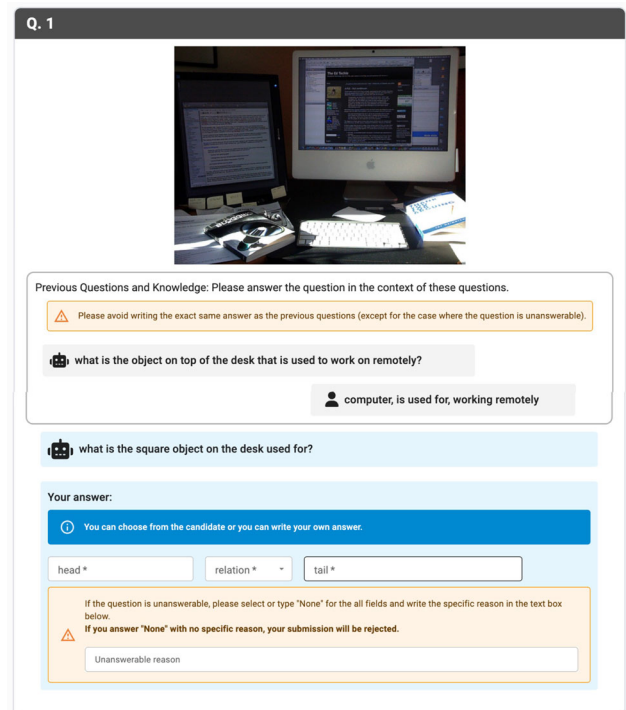 Q. 1
Previous Questions and Knowledge: Please answer the question in the context of these questions.
Please avoid writing the exact same answer as the previous questions (except for the case where the question is unanswerable).
what is the object on top of the desk that is used to work on remotely?
computer, is used for, working remotely
what is the square object on the desk used for?
Your answer:
You can choose from the candidate or you can write your own answer.
head *
relation *
tail *
If the question is unanswerable, please select or type "None" for the all fields and write the specific reason in the text box
below.
If you answer "None" with no specific reason, your submission will be rejected.
Unanswerable reason